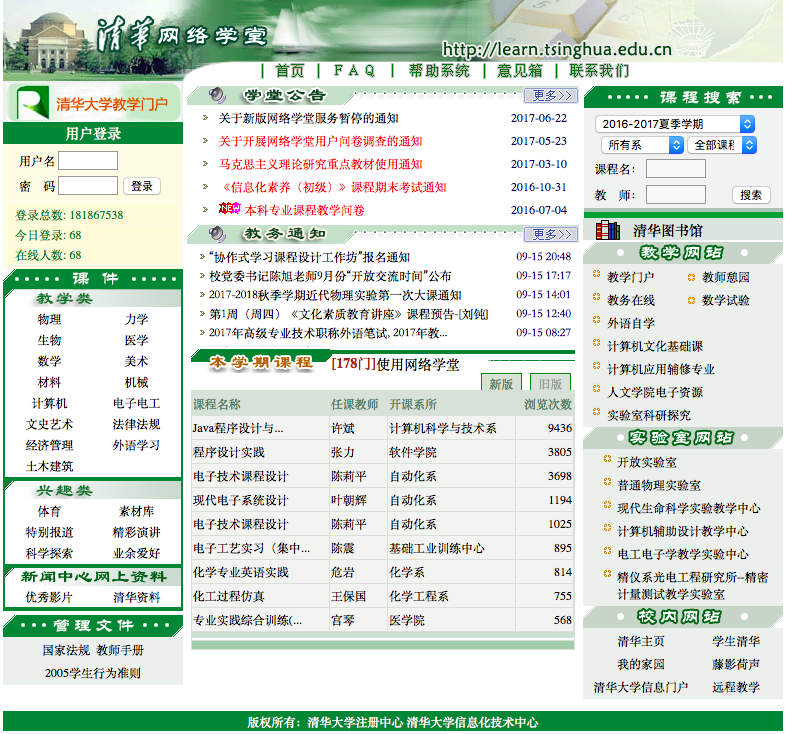 清华网络学堂
http://learn.tsinghua.edu.cn
| 首页 | F A Q | 帮助系统 | 意见箱 | 联系我们
清华大学教学门户
用户登录
用户名
密 码 登录
登录总数: 181867538
今日登录: 68
在线人数: 68
课件
教学类
物理 力学
生物 医学
数学 美术
材料 机械
计算机 电子电工
文史艺术 法律法规
经济管理 外语学习
土木建筑
兴趣类
体育 素材库
特别报道 精彩演讲
科学探索 业余爱好
新闻中心网上资料
优秀影片 清华资料
管理文件
国家法规 教师手册
2005学生行为准则
学堂公告 更多>>
关于新版网络学堂服务暂停的通知 2017-06-22
关于开展网络学堂用户问卷调查的通知 2017-05-23
马克思主义理论研究重点教材使用通知 2017-03-10
《信息化素养（初级）》课程期末考试通知 2016-10-31
NEW 本科专业课程教学问卷 2016-07-04
教务通知 更多>>
“协作式学习课程设计工作坊”报名通知 09-15 20:48
校党委书记陈旭老师9月份“开放交流时间”公布 09-15 17:17
2017-2018秋季学期近代物理实验第一次大课通知 09-15 14:01
第1周（周四）《文化素质教育讲座》课程预告-[刘钝] 09-15 12:40
2017年高级专业技术职称外语笔试, 2017年教... 09-15 08:27
本学期课程 [178门]使用网络学堂
新版 旧版
课程名称 任课教师 开课系所 浏览次数
Java程序设计与... 许斌 计算机科学与技术系 9436
程序设计实践 张力 软件学院 3805
电子技术课程设计 陈莉平 自动化系 3698
现代电子系统设计 叶朝辉 自动化系 1194
电子技术课程设计 陈莉平 自动化系 1025
电子工艺实习（集中... 陈震 基础工业训练中心 895
化学专业英语实践 危岩 化学系 814
化工过程仿真 王保国 化学工程系 755
专业实践综合训练(... 宫琴 医学院 568
课程搜索
2016-2017夏季学期
所有系 全部课程
课程名:
教 师: 搜索
清华图书馆
教学网站
教学门户 教师慰园
教务在线 数学试验
外语自学
计算机文化基础课
计算机应用辅修专业
人文学院电子资源
实验室科研探究
实验室网站
开放实验室
普通物理实验室
现代生命科学实验教学中心
计算机辅助设计教学中心
电工电子学教学实验中心
精仪系光电工程研究所--精密
计量测试教学实验室
校内网站
清华主页 学生清华
我的家园 藤影荷声
清华大学信息门户 远程教学
版权所有：清华大学注册中心 清华大学信息化技术中心